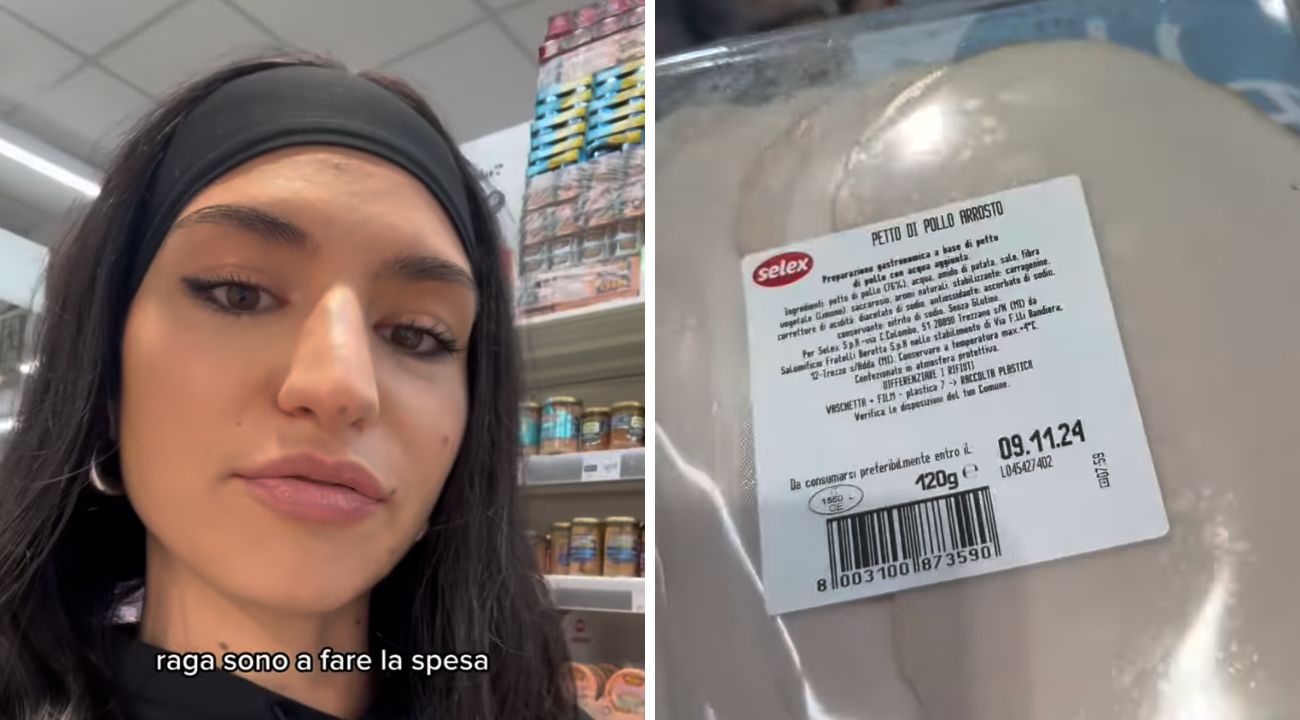 raga sono a fare la spesa
PETTO DI POLLO ARROSTO
selex
Preparazione gastronomica a base di petto
di pollo con acqua aggiunta.
Ingredienti: petto di pollo (76%), acqua, amido di patata, sale, fibra
vegetale (limone), saccarosio, aromi naturali, stabilizzante: carragenine,
correttore di acidità: diacetato di sodio, antiossidante: ascorbato di sodio,
conservante: nitrito di sodio. Senza Glutine.
Per Selex S.p.A -via C.Colombo, 51 20090 Trezzano s/N (MI) da
Salumificio Fratelli Beretta S.p.A nello stabilimento di Via F.lli Bandiera,
12-Trezzo s/Adda (MI). Conservare a temperatura max.+4°C.
Confezionato in atmosfera protettiva.
DIFFERENZIARE I RIFIUTI
VASCHETTA + FILM - plastica 7 -> RACCOLTA PLASTICA
Verifica le disposizioni del tuo Comune.
Da consumarsi preferibilmente entro il:
09.11.24
L045427402
120g e
IT
1550 L
CE
8 003100 873590